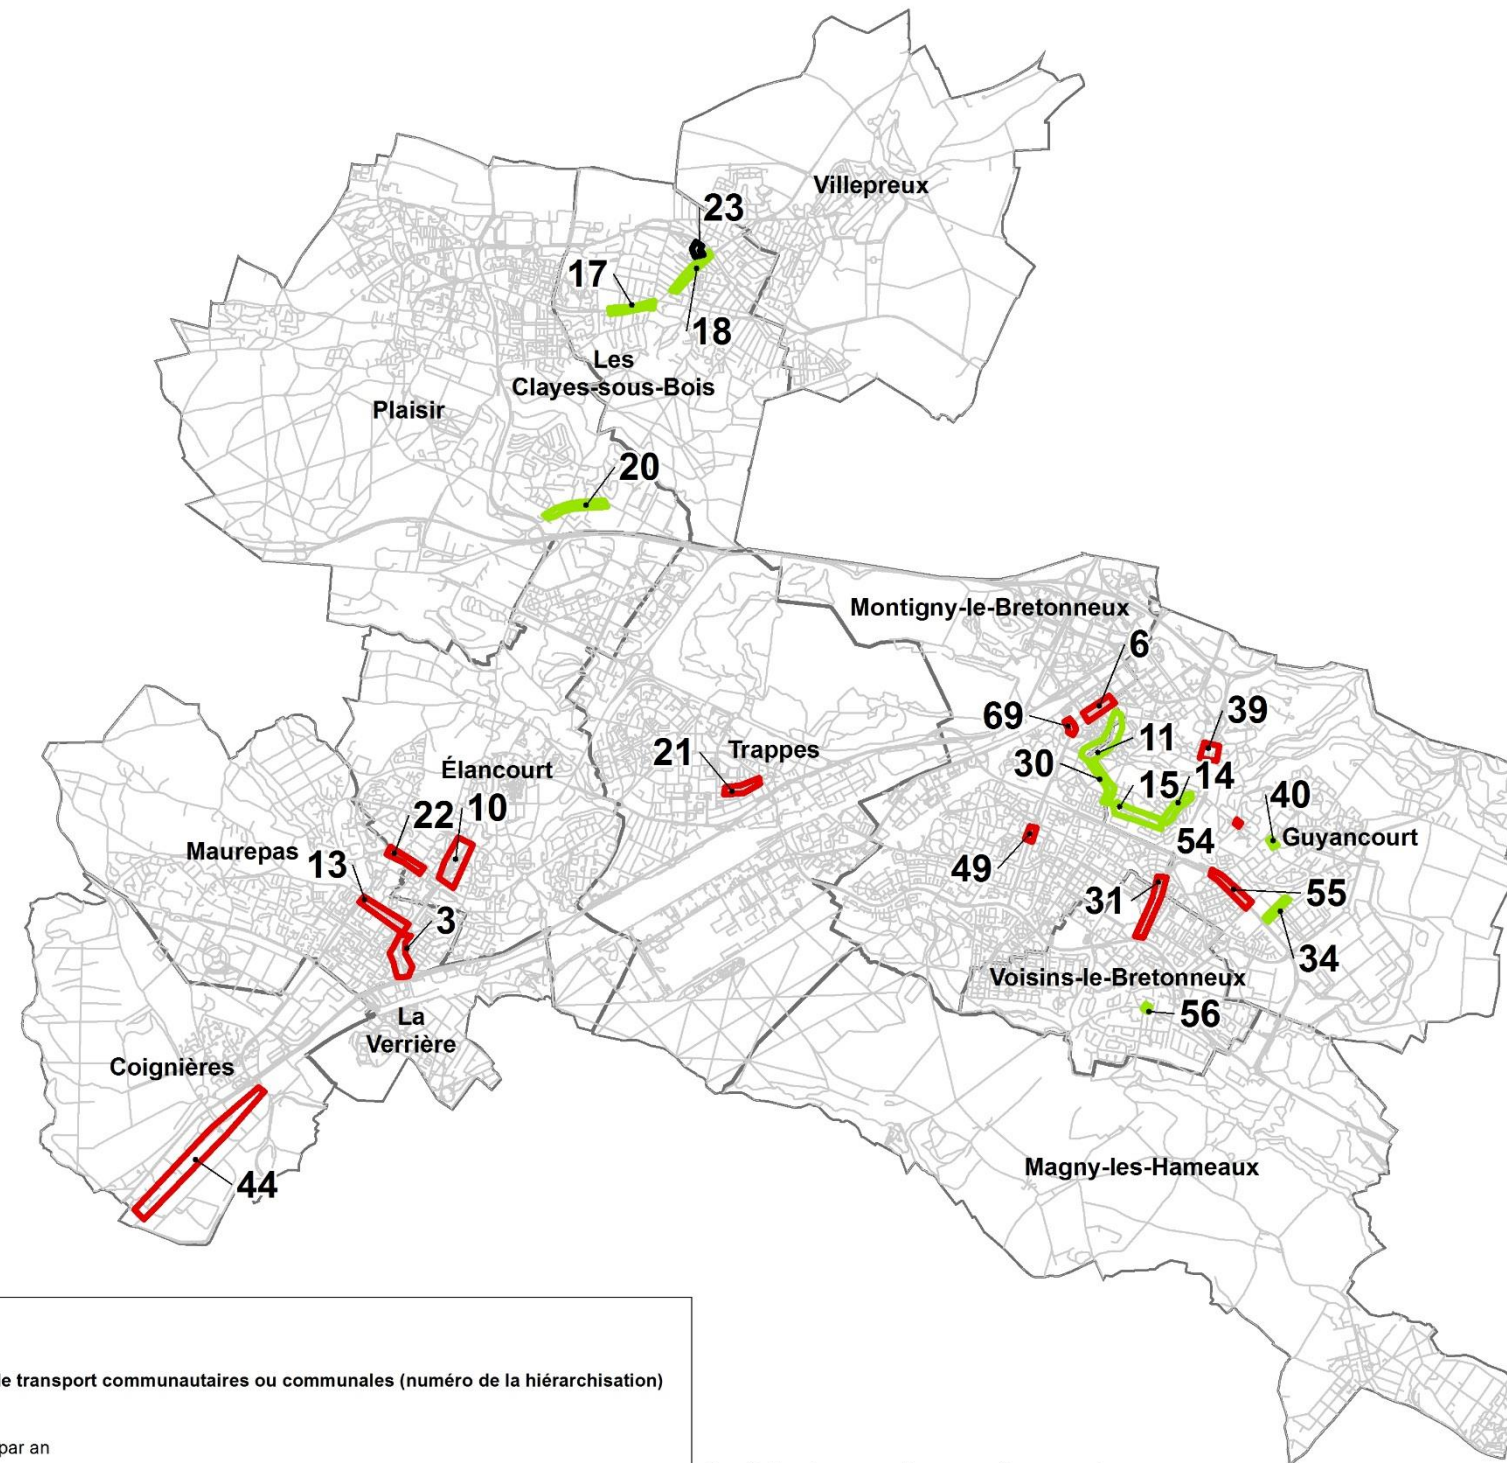 Villepreux
23
17
18
Les
Clayes-sous-Bois
Plaisir
20
Montigny-le-Bretonneux
6
69
39
11
21
Trappes
30
Élancourt
15
14
40
22
10
54
Guyancourt
Maurepas
13
49
31
55
3
34
Voisins-le-Bretonneux
56
La
Verrière
Coignières
44
Magny-les-Hameaux
de transport communautaires ou communales (numéro de la hiérarchisation)
par an